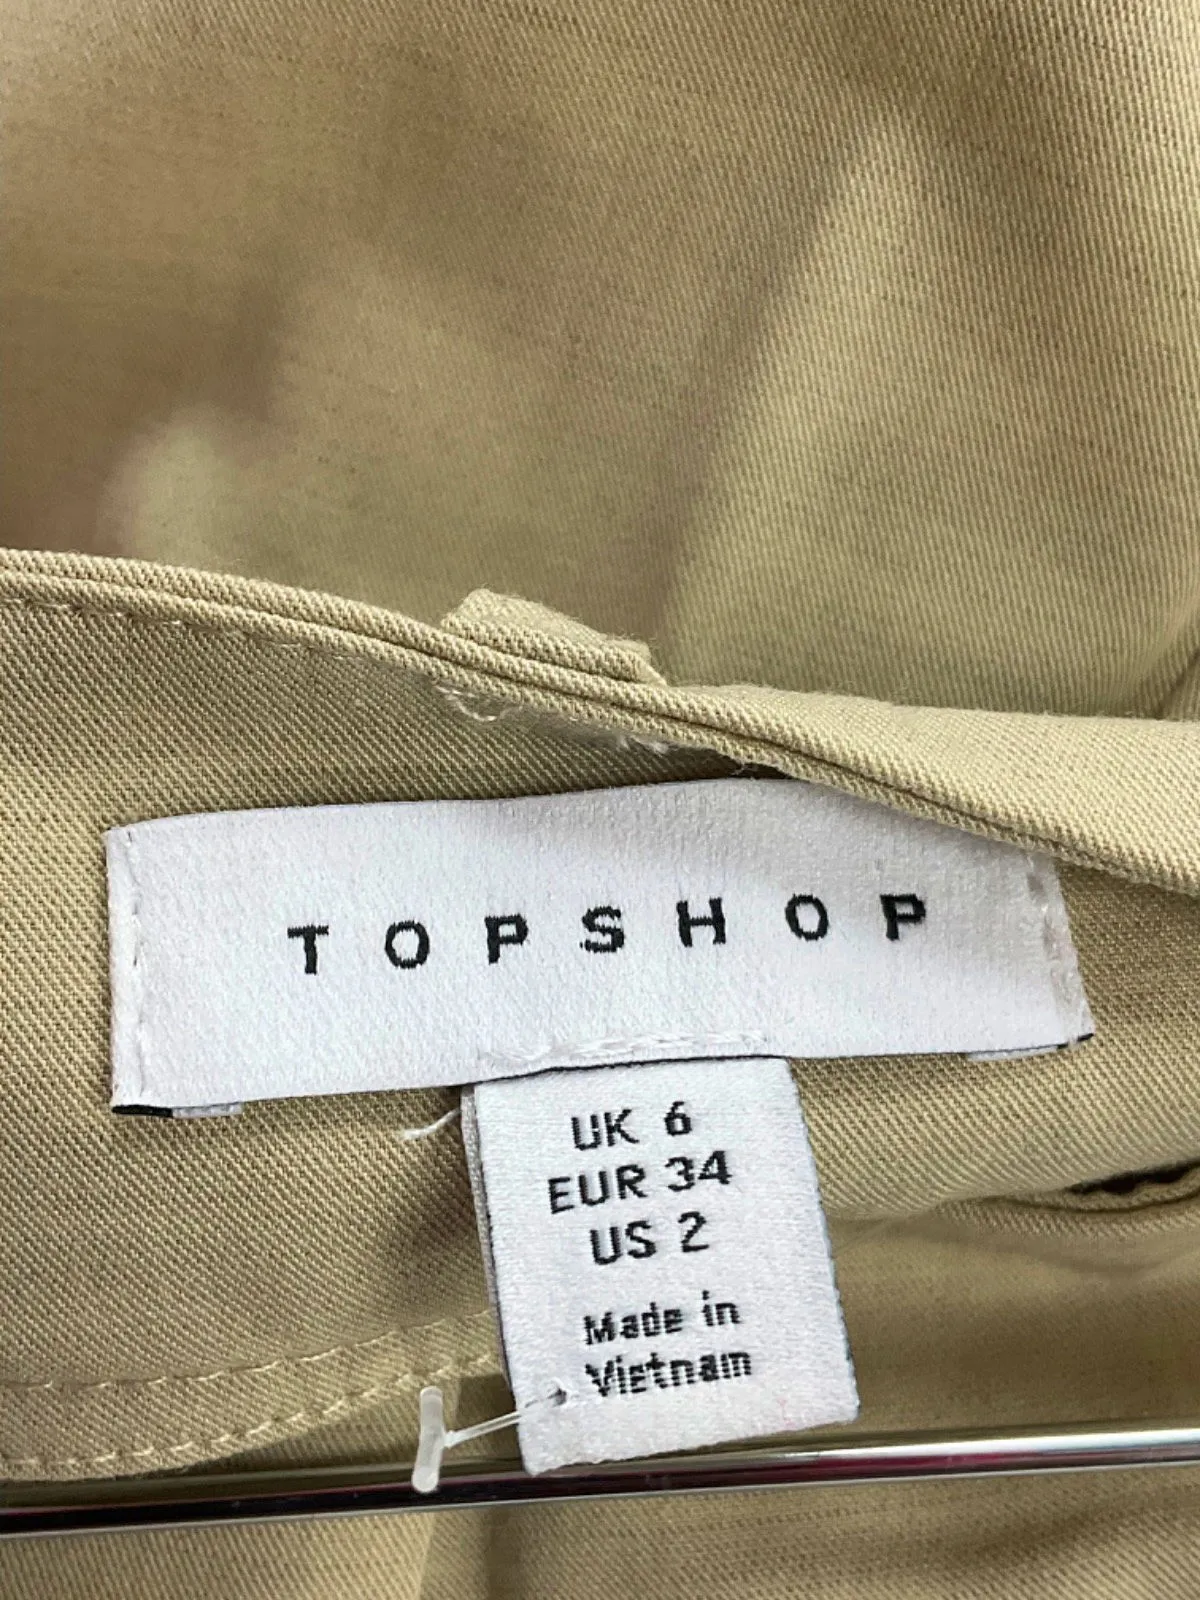 TOPSHOP
UK 6
EUR 34
US 2
Made in
Vietnam